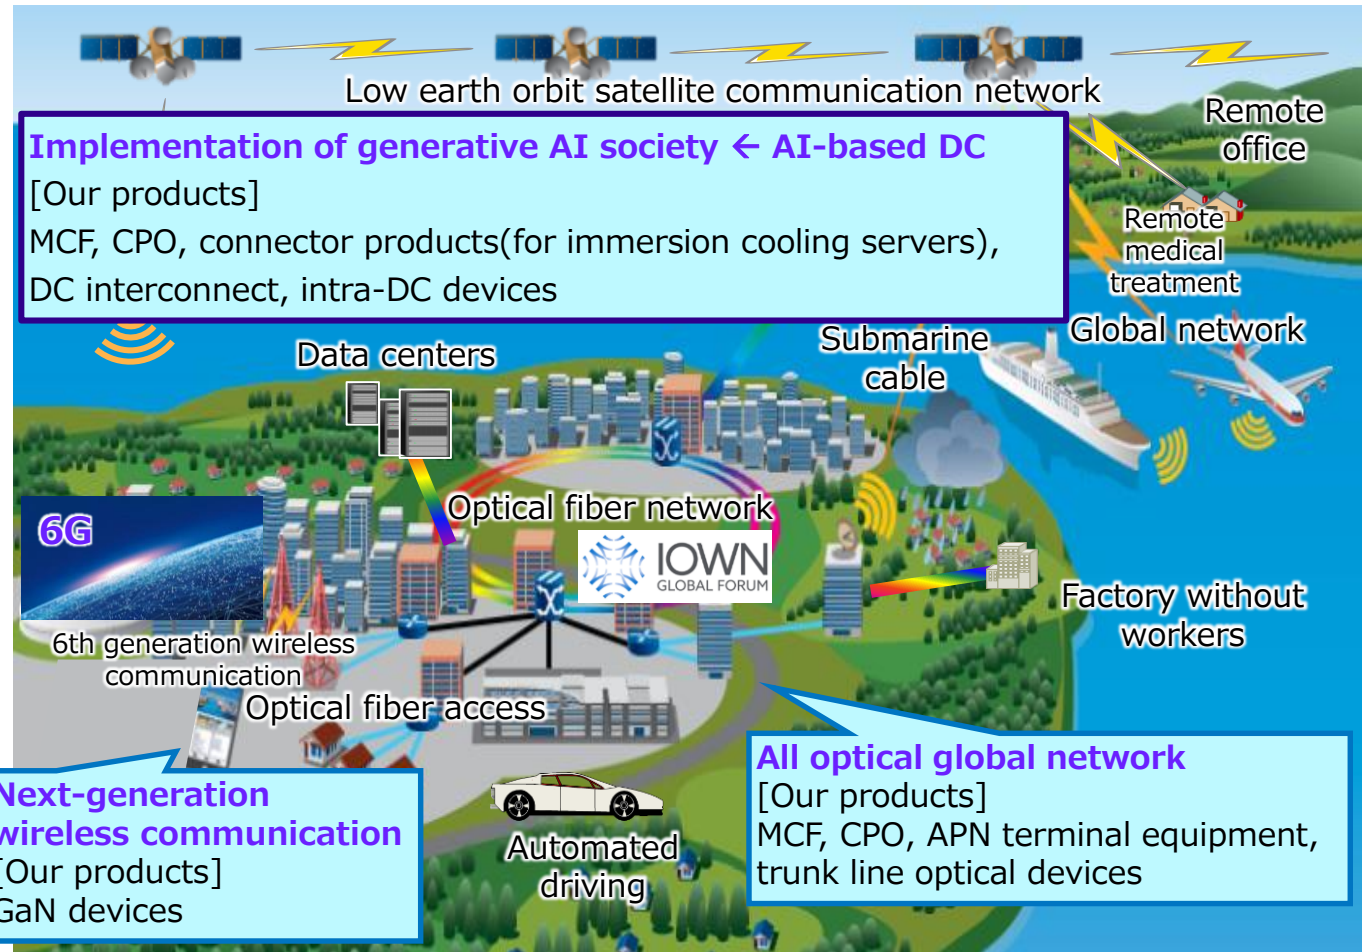 Low earth orbit satellite communication network
Remote
office
Implementation of generative AI society ← AI-based DC
[Our products]
MCF, CPO, connector products(for immersion cooling servers),
DC interconnect, intra-DC devices
Remote
medical
treatment
Global network
Submarine
cable
Data centers
Optical fiber network
IOWN
GLOBAL FORUM
6G
6th generation wireless
communication
Factory without
workers
Optical fiber access
Next-generation
wireless communication
[Our products]
GaN devices
Automated
driving
All optical global network
[Our products]
MCF, CPO, APN terminal equipment,
trunk line optical devices